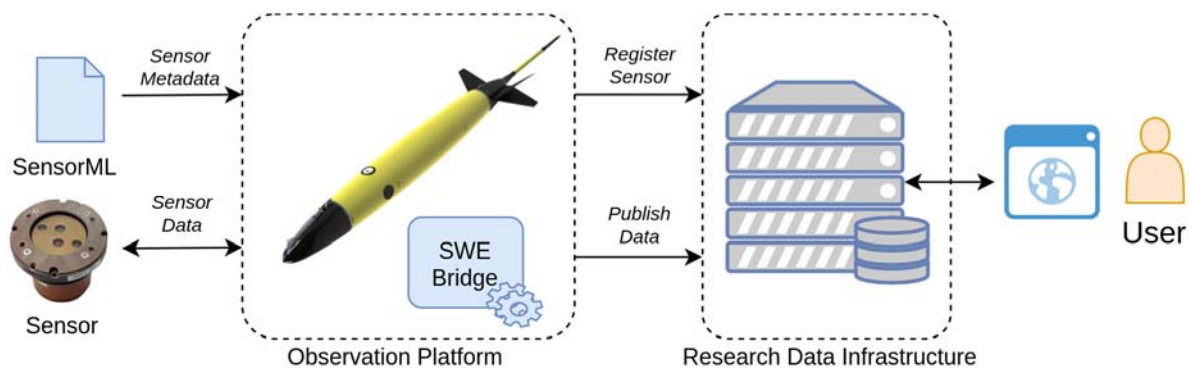 Sensor
Metadata
SensorML
Sensor
Data
Sensor
SWE
Bridge
Observation Platform
Register
Sensor
Publish
Data
Research Data Infrastructure
User